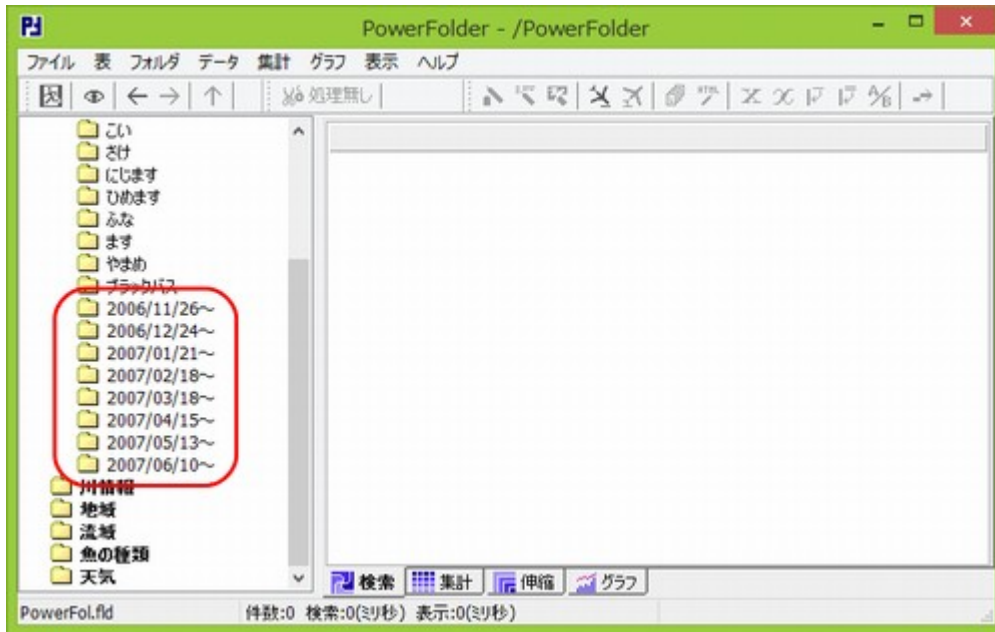 PowerFolder - /PowerFolder
ファイル 表 フォルダ データ 集計 グラフ 表示 ヘルプ
処理無し
こい
さけ
にじます
ひめます
ふな
ます
やまめ
ブラックバス
2006/11/26～
2006/12/24～
2007/01/21～
2007/02/18～
2007/03/18～
2007/04/15～
2007/05/13～
2007/06/10～
川情報
地域
流域
魚の種類
天気
検索 集計 伸縮 グラフ
PowerFol.fld 件数:0 検索:0(ミリ秒) 表示:0(ミリ秒)